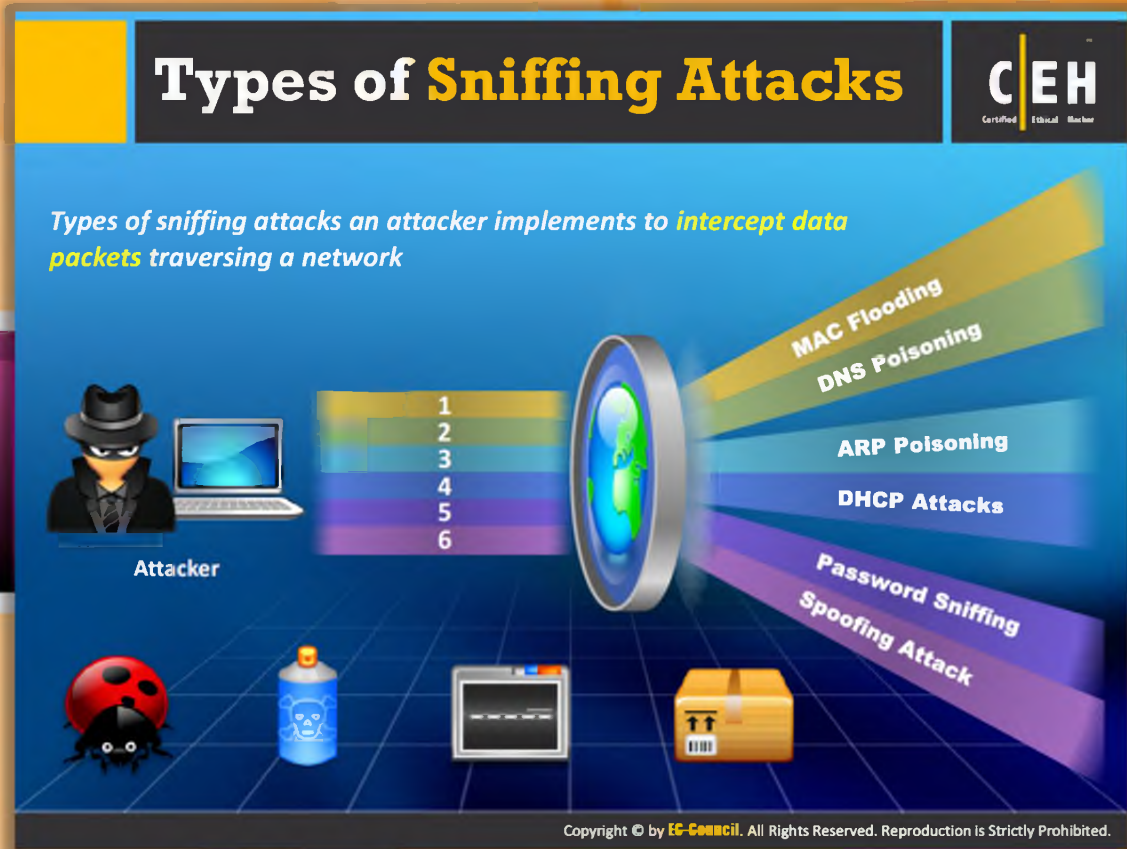 Types of Sniffing Attacks
C EH
Certified Ethical Hacker
Types of sniffing attacks an attacker implements to intercept data
packets traversing a network
MAC Flooding
DNS Poisoning
1
2
3
4
5
6
ARP Poisoning
DHCP Attacks
Password Sniffing
Spoofing Attack
Attacker
Copyright © by EC-Council. All Rights Reserved. Reproduction is Strictly Prohibited.